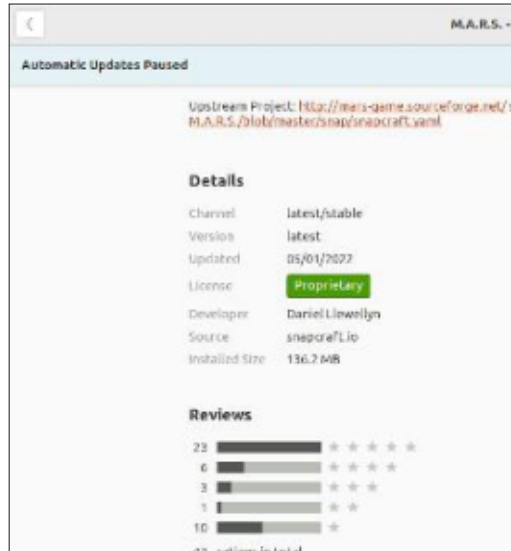 M.A.R.S. -
Automatic Updates Paused
Upstream Project: http://mars-game.sourceforge.net/
M.A.R.S./blob/master/snap/snapcraft.yaml
Details
Channel latest/stable
Version latest
Updated 05/01/2022
License Proprietary
Developer Daniel Llewellyn
Source snapcraft.io
Installed Size 136.2 MB
Reviews
23
6
3
1
10
total